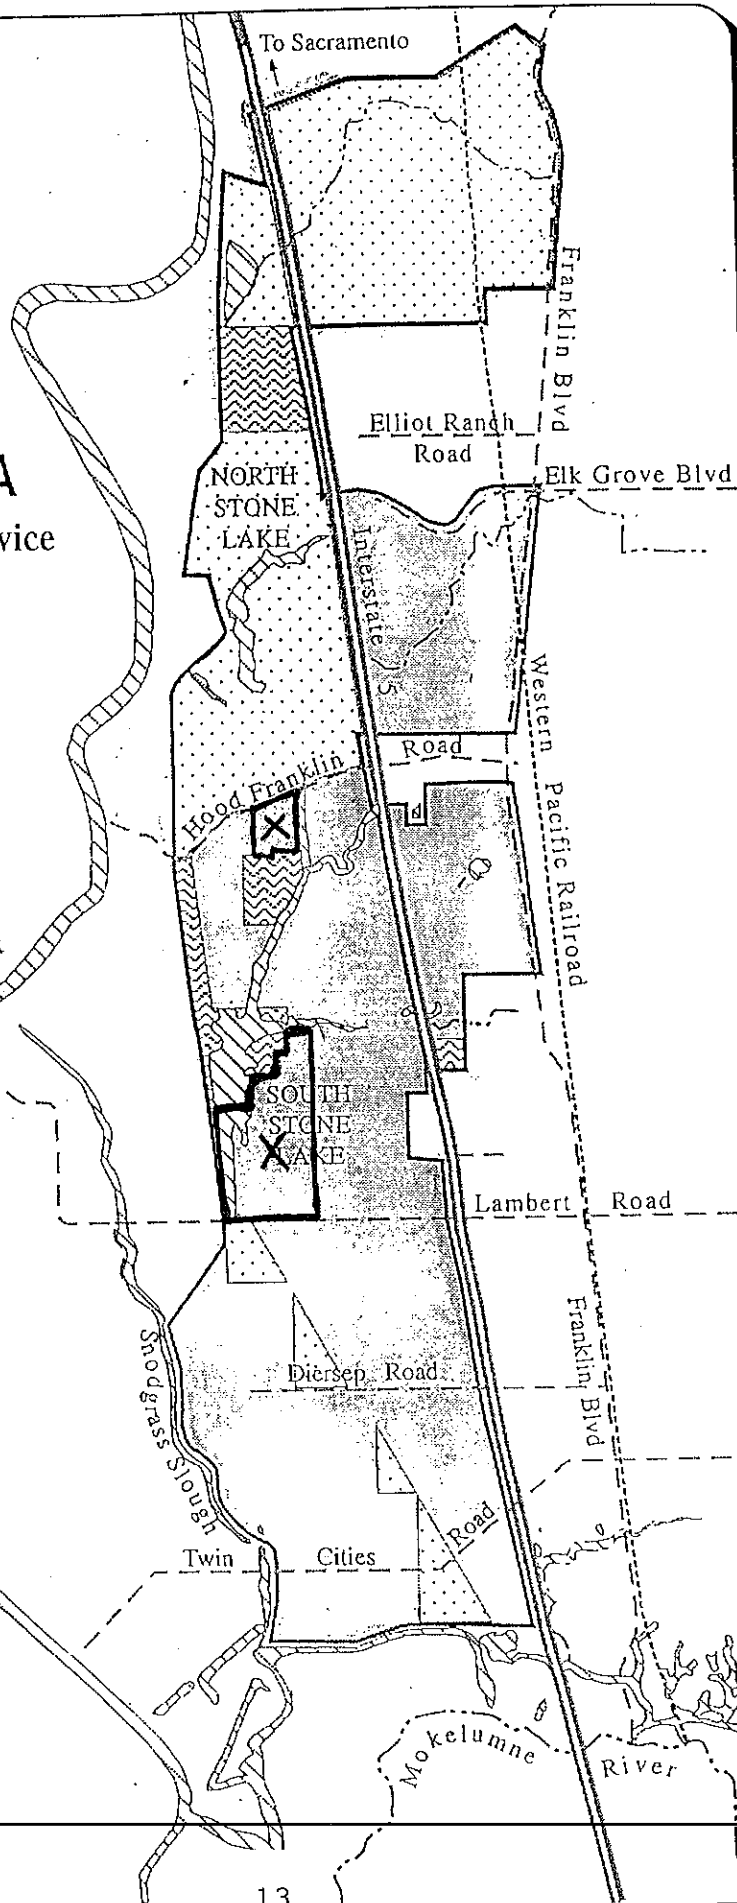 To Sacramento
Franklin Blvd
Elliot Ranch
Road
A
vice
NORTH
STONE
LAKE
Elk Grove Blvd
Interstate 5
Western Pacific Railroad
Hood Franklin
Road
X
SOUTH
STONE
LAKE
X
Lambert Road
Franklin Blvd
Snodgrass Slough
Diersep Road
Twin Cities Road
Mokelumne River
13